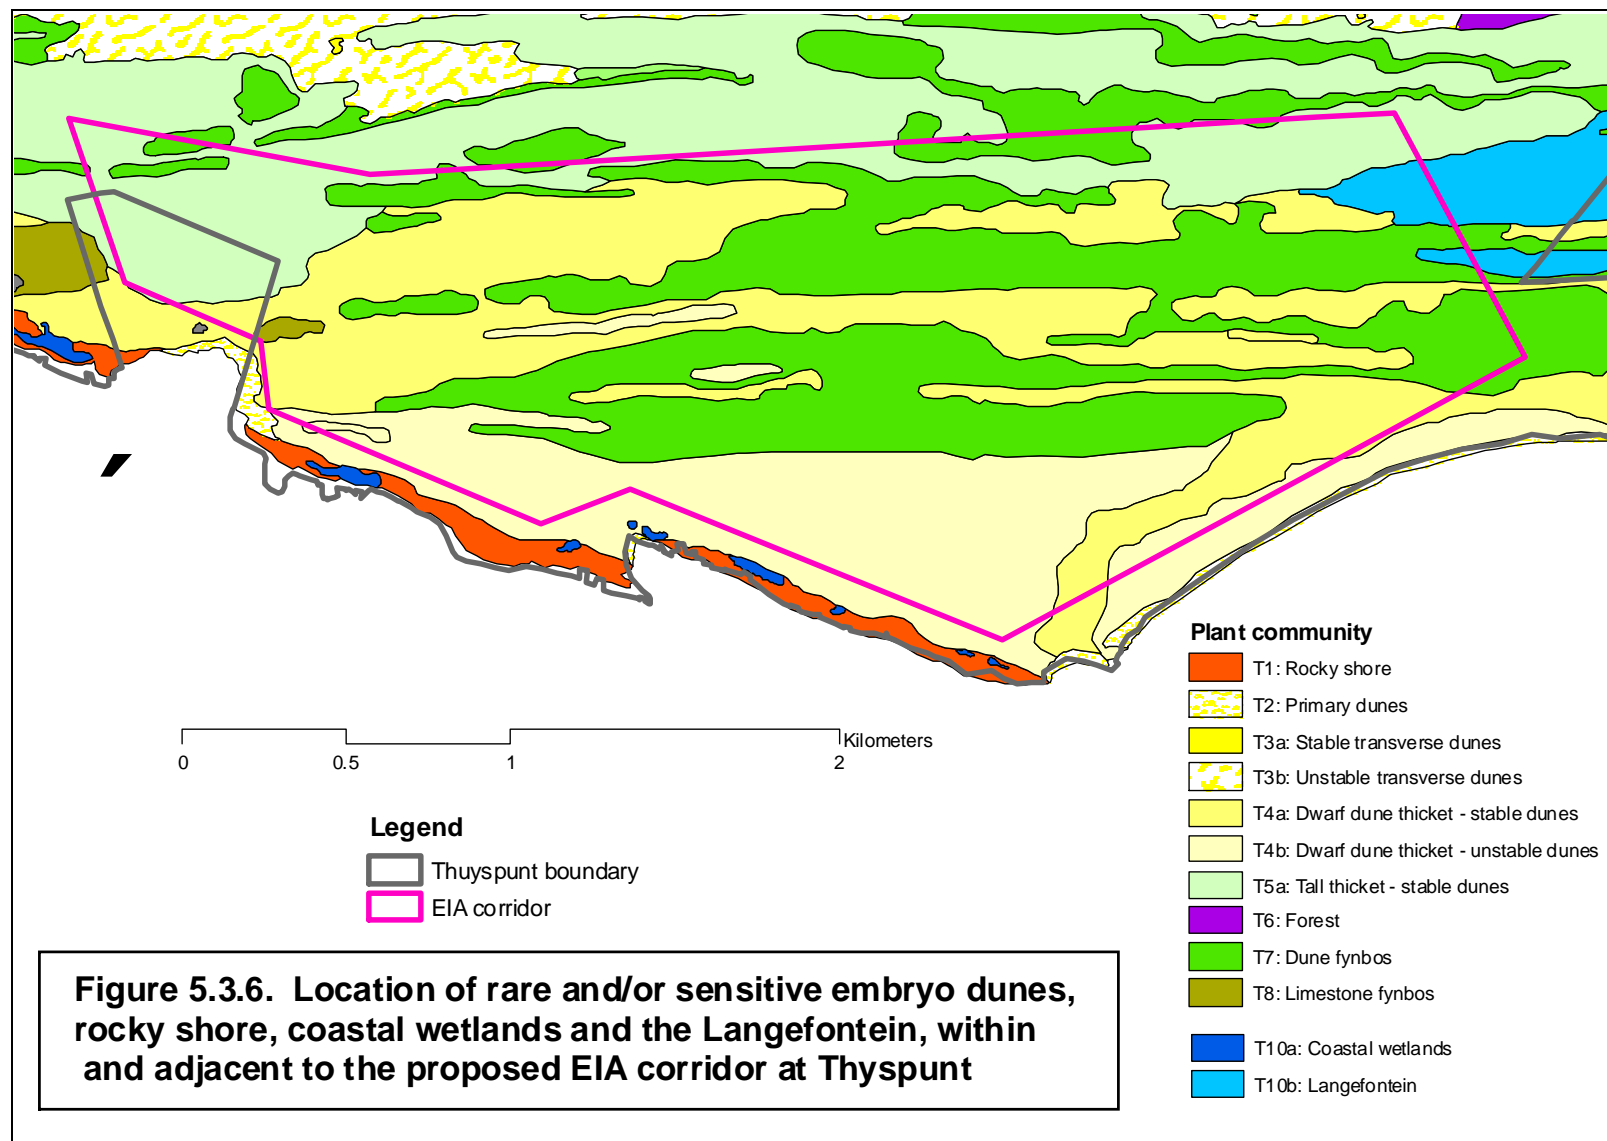 Plant community
T1: Rocky shore
T2: Primary dunes
T3a: Stable transverse dunes
T3b: Unstable transverse dunes
T4a: Dwarf dune thicket - stable dunes
T4b: Dwarf dune thicket - unstable dunes
T5a: Tall thicket - stable dunes
T6: Forest
T7: Dune fynbos
T8: Limestone fynbos
T10a: Coastal wetlands
T10b: Langefontein
Kilometers
0 0.5 1 2
Legend
Thuyspunt boundary
EIA corridor
Figure 5.3.6. Location of rare and/or sensitive embryo dunes,
rocky shore, coastal wetlands and the Langefontein, within
and adjacent to the proposed EIA corridor at Thyspunt